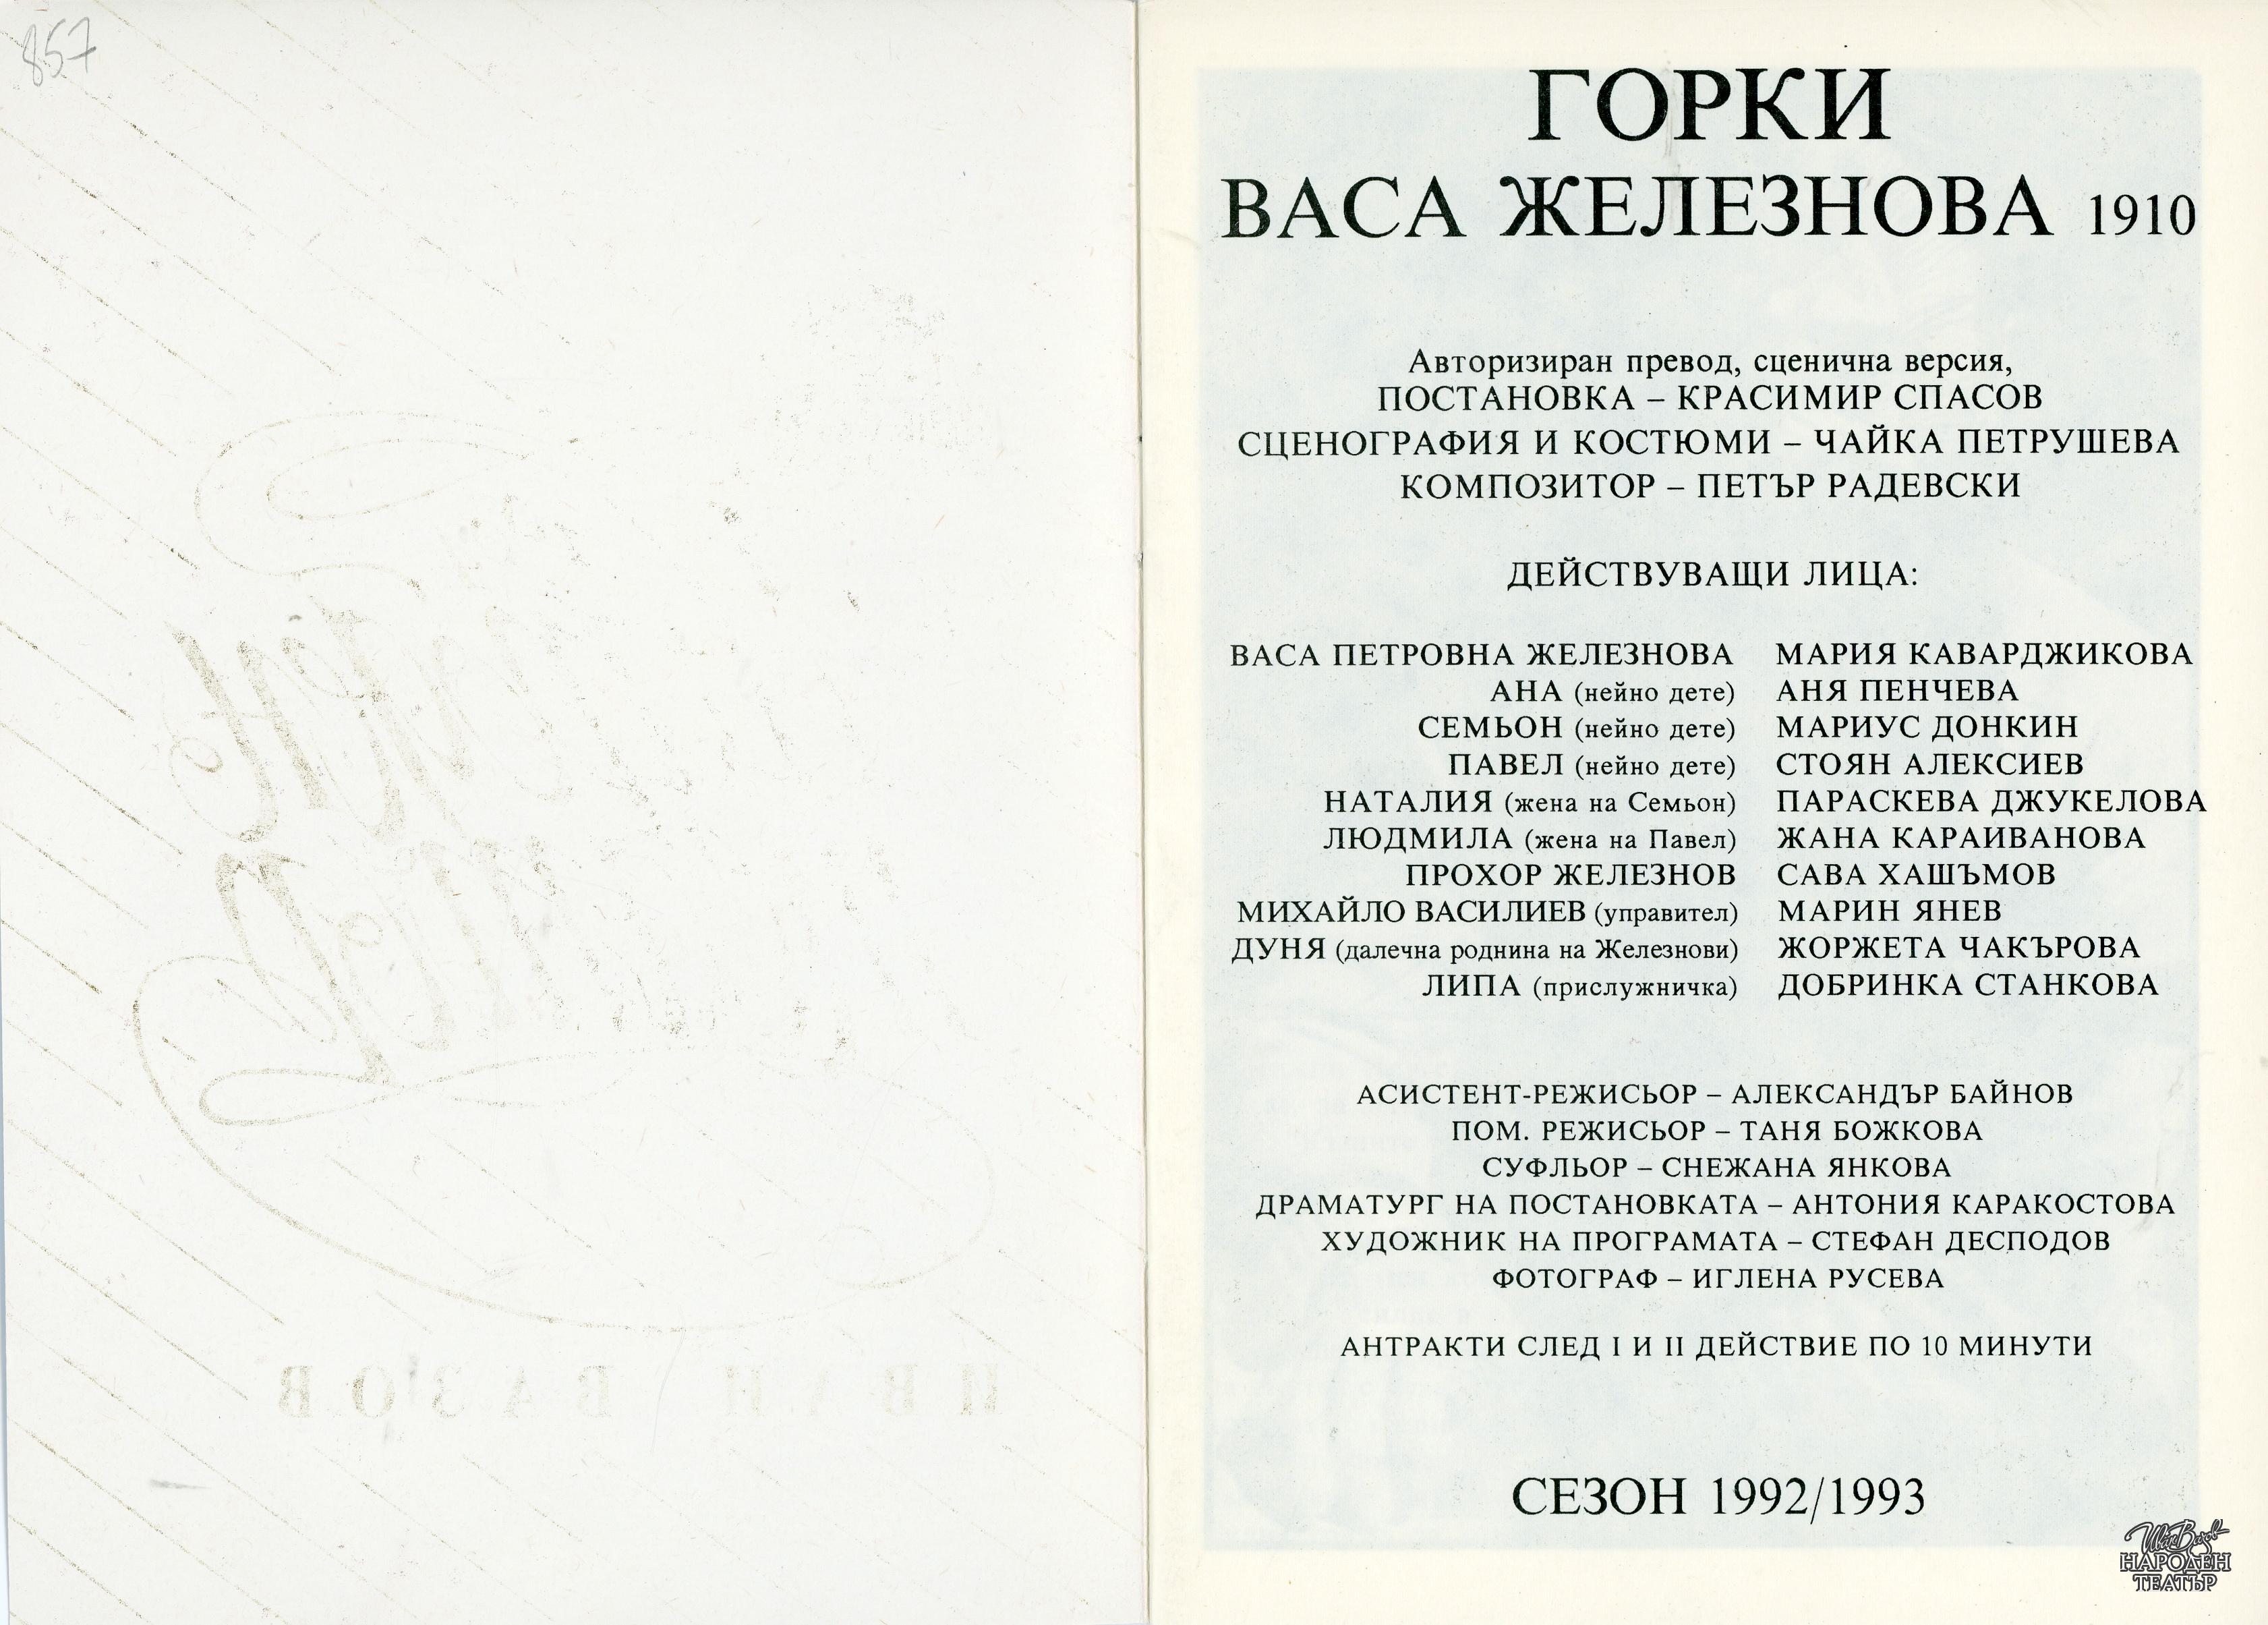 857
ИВАН ВАЗОВ
ГОРКИ
ВАСА ЖЕЛЕЗНОВА 1910
Авторизиран превод, сценична версия,
ПОСТАНОВКА – КРАСИМИР СПАСОВ
СЦЕНОГРАФИЯ И КОСТЮМИ – ЧАЙКА ПЕТРУШЕВА
КОМПОЗИТОР – ПЕТЪР РАДЕВСКИ
ДЕЙСТВУВАЩИ ЛИЦА:
ВАСА ПЕТРОВНА ЖЕЛЕЗНОВА МАРИЯ КАВАРДЖИКОВА
АНА (нейно дете) АНЯ ПЕНЧЕВА
СЕМЬОН (нейно дете) МАРИУС ДОНКИН
ПАВЕЛ (нейно дете) СТОЯН АЛЕКСИЕВ
НАТАЛИЯ (жена на Семьон) ПАРАСКЕВА ДЖУКЕЛОВА
ЛЮДМИЛА (жена на Павел) ЖАНА КАРАИВАНОВА
ПРОХОР ЖЕЛЕЗНОВ САВА ХАШЪМОВ
МИХАЙЛО ВАСИЛИЕВ (управител) МАРИН ЯНЕВ
ДУНЯ (далечна роднина на Железнови) ЖОРЖЕТА ЧАКЪРОВА
ЛИПА (прислужничка) ДОБРИНКА СТАНКОВА
АСИСТЕНТ-РЕЖИСЬОР – АЛЕКСАНДЪР БАЙНОВ
ПОМ. РЕЖИСЬОР – ТАНЯ БОЖКОВА
СУФЛЬОР – СНЕЖАНА ЯНКОВА
ДРАМАТУРГ НА ПОСТАНОВКАТА – АНТОНИЯ КАРАКОСТОВА
ХУДОЖНИК НА ПРОГРАМАТА – СТЕФАН ДЕСПОДОВ
ФОТОГРАФ – ИГЛЕНА РУСЕВА
АНТРАКТИ СЛЕД I И II ДЕЙСТВИЕ ПО 10 МИНУТИ
СЕЗОН 1992/1993
Иван Вазов
НАРОДЕН
ТЕАТЪР